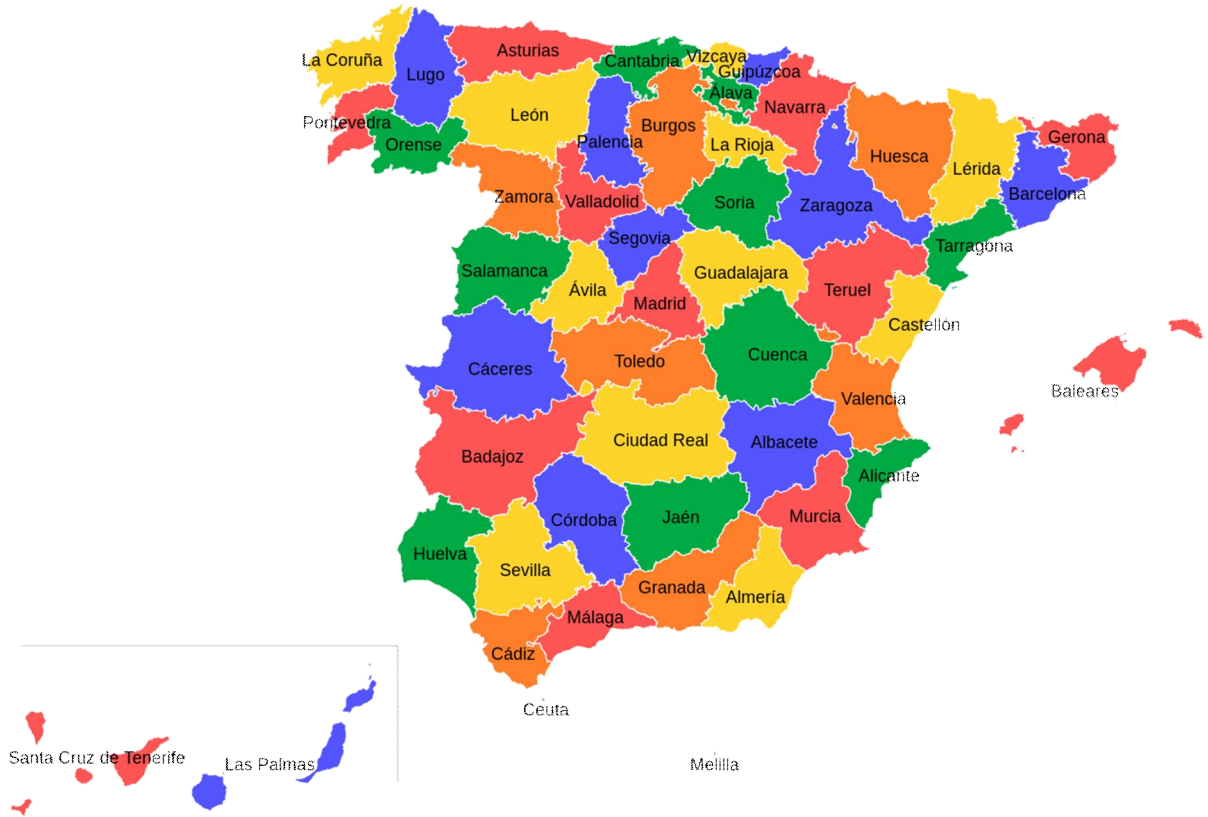 La Coruña
Lugo
Asturias
Cantabria
Vizcaya
Guipúzcoa
Álava
Navarra
Pontevedra
Orense
León
Palencia
Burgos
La Rioja
Huesca
Lérida
Gerona
Barcelona
Zamora
Valladolid
Soria
Zaragoza
Segovia
Tarragona
Salamanca
Ávila
Guadalajara
Madrid
Teruel
Castellón
Cáceres
Toledo
Cuenca
Valencia
Baleares
Badajoz
Ciudad Real
Albacete
Alicante
Córdoba
Jaén
Murcia
Huelva
Sevilla
Granada
Almería
Málaga
Cádiz
Ceuta
Melilla
Santa Cruz de Tenerife
Las Palmas